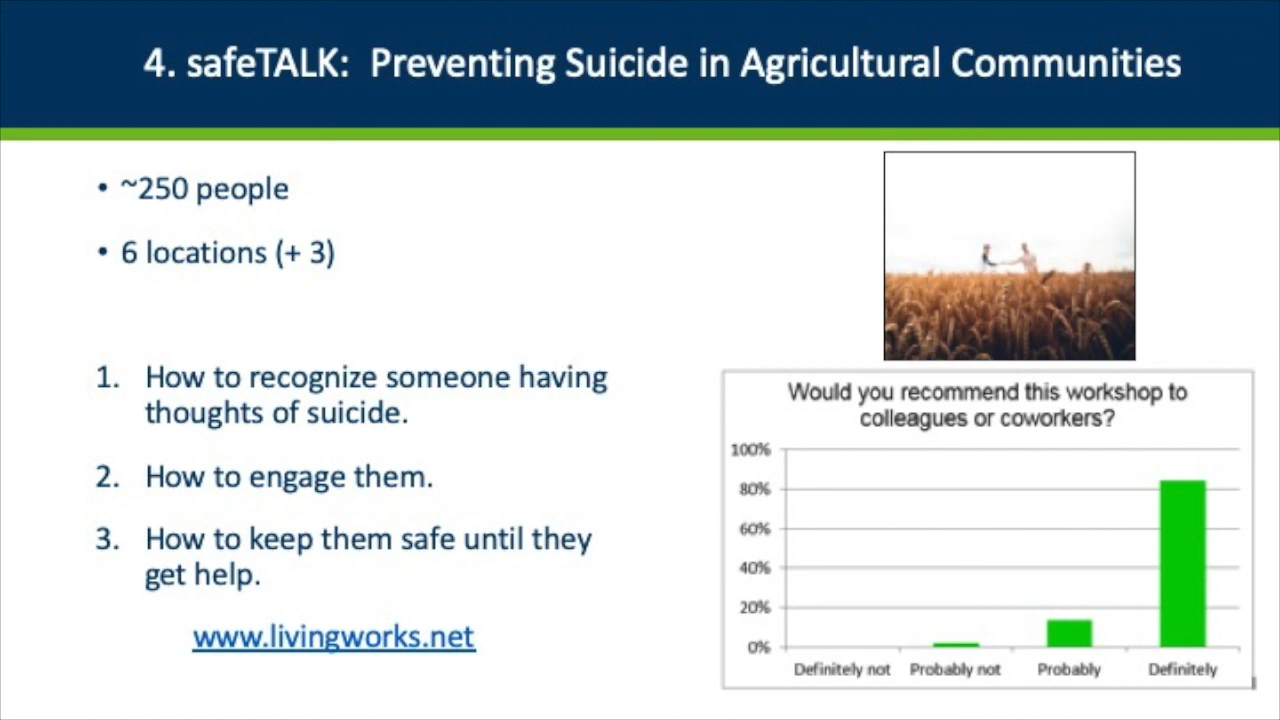 4. safeTALK:  Preventing Suicide in Agricultural Communities
• ~250 people
• 6 locations (+ 3)
1. How to recognize someone having
thoughts of suicide.
2. How to engage them.
3. How to keep them safe until they
get help.
www.livingworks.net
Would you recommend this workshop to
colleagues or coworkers?
100%
80%
60%
40%
20%
0%
Definitely not Probably not Probably Definitely